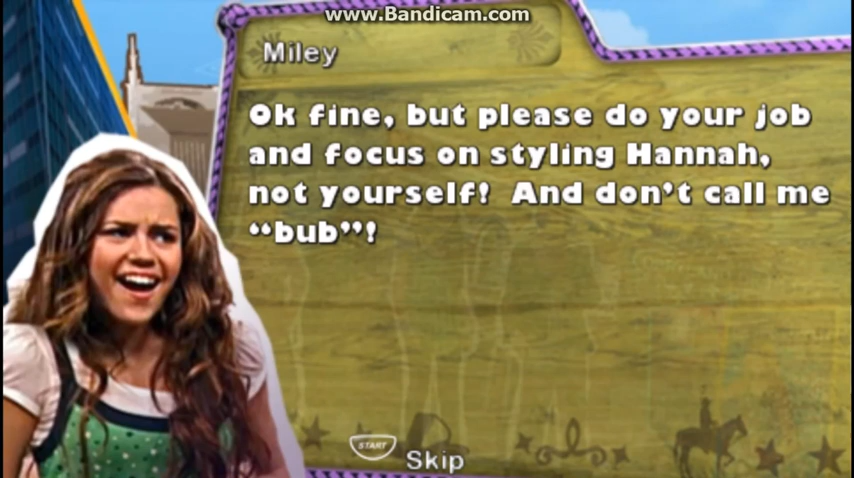 www.Bandicam.com
Miley
Ok fine, but please do your job
and focus on styling Hannah,
not yourself! And don't call me
“bub”!
START
Skip